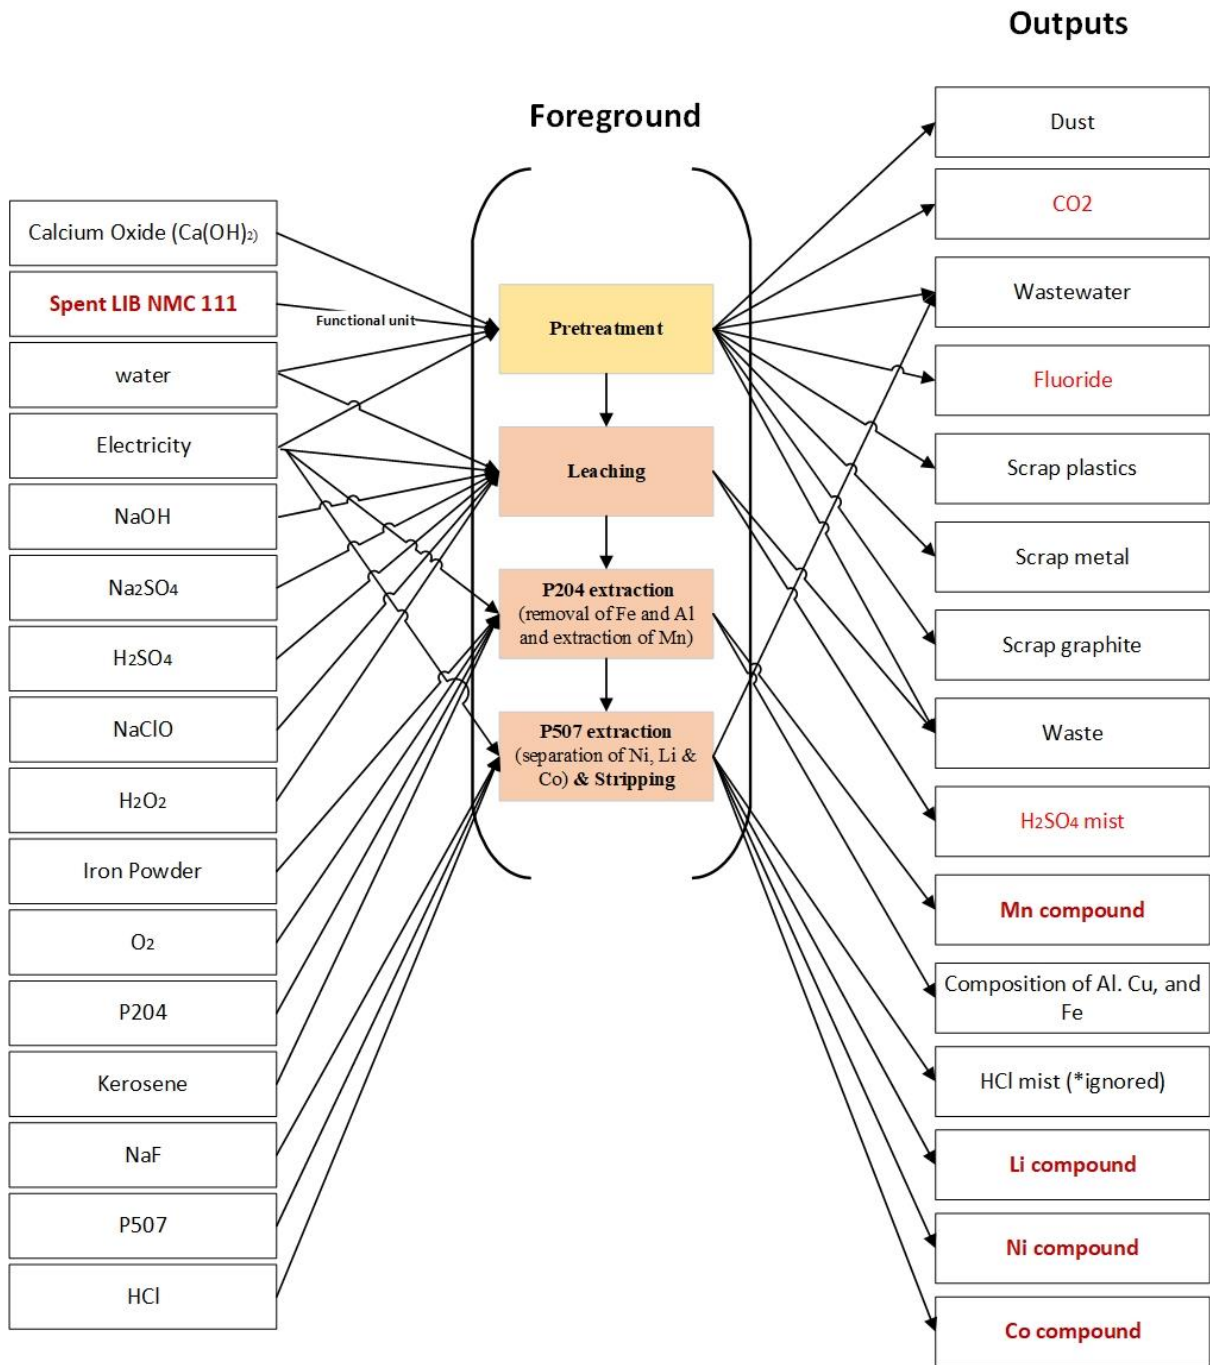 Outputs
Foreground
Calcium Oxide (Ca(OH)2)
Spent LIB NMC 111
water
Electricity
NaOH
Na2SO4
H2SO4
NaClO
H2O2
Iron Powder
O2
P204
Kerosene
NaF
P507
HCl
Functional unit
Pretreatment
Leaching
P204 extraction
(removal of Fe and Al
and extraction of Mn)
P507 extraction
(separation of Ni, Li &
Co) & Stripping
Dust
CO2
Wastewater
Fluoride
Scrap plastics
Scrap metal
Scrap graphite
Waste
H2SO4 mist
Mn compound
Composition of Al. Cu, and
Fe
HCl mist (*ignored)
Li compound
Ni compound
Co compound